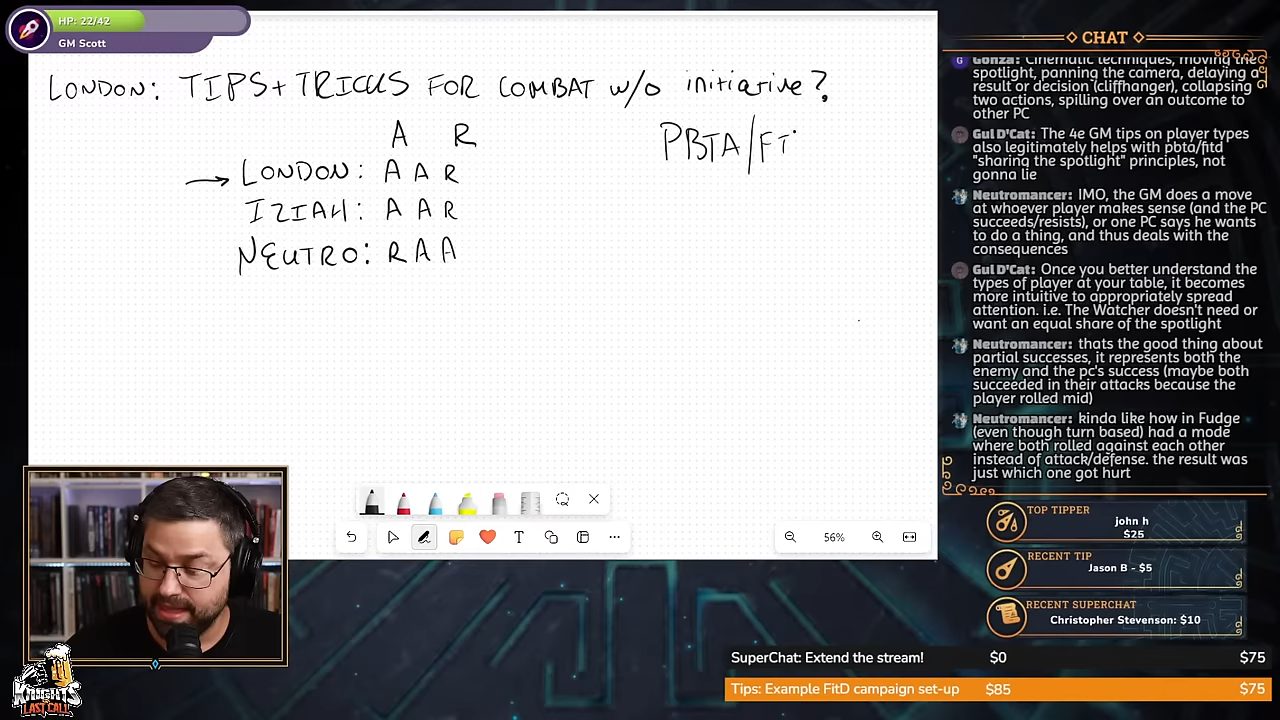 HP: 22/42
GM Scott
LONDON: TIPS + TRICKS FOR COMBAT W/O initiative?
A R
PBTA/FI
LONDON: A A R
IZIAH: A A R
NEUTRO: R A A
56%
KNIGHTS
LAST CALL
CHAT
Gonza: Cinematic techniques, moving the
spotlight, panning the camera, delaying a
result or decision (cliffhanger), collapsing
two actions, spilling over an outcome to
other PC
Gul D'Cat: The 4e GM tips on player types
also legitimately helps with pbta/fitd
"sharing the spotlight" principles, not
gonna lie
Neutromancer: IMO, the GM does a move
at whoever player makes sense (and the PC
succeeds/resists), or one PC says he wants
to do a thing, and thus deals with the
consequences
Gul D'Cat: Once you better understand the
types of player at your table, it becomes
more intuitive to appropriately spread
attention. i.e. The Watcher doesn't need or
want an equal share of the spotlight
Neutromancer: thats the good thing about
partial successes, it represents both the
enemy and the pc's success (maybe both
succeeded in their attacks because the
player rolled mid)
Neutromancer: kinda like how in Fudge
(even though turn based) had a mode
where both rolled against each other
instead of attack/defense. the result was
just which one got hurt
TOP TIPPER
john h
$25
RECENT TIP
Jason B - $5
RECENT SUPERCHAT
Christopher Stevenson: $10
SuperChat: Extend the stream! $0 $75
Tips: Example FitD campaign set-up $85 $75